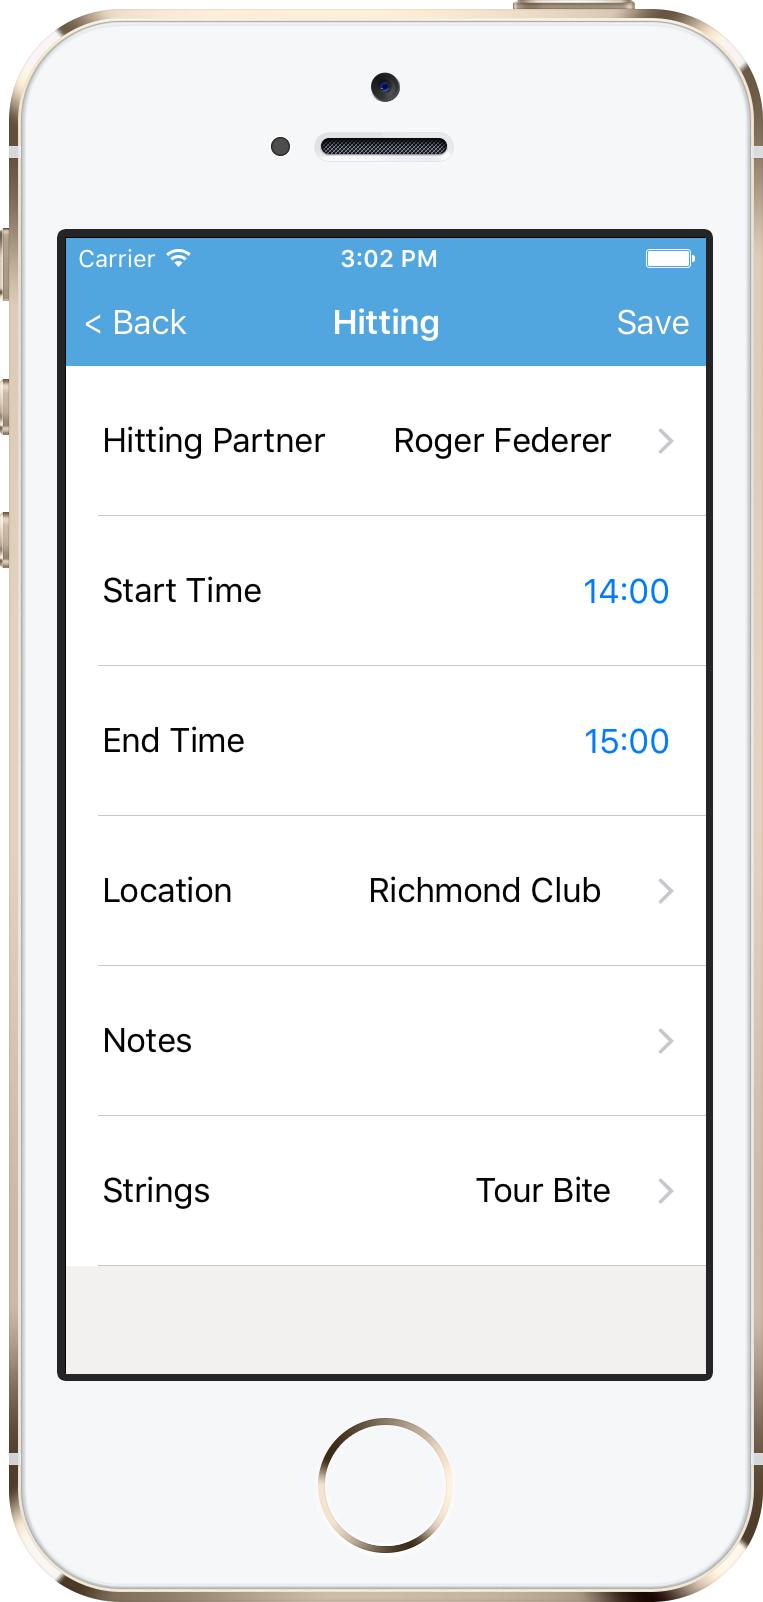 Carrier 3:02 PM
< Back Hitting Save
Hitting Partner Roger Federer
Start Time 14:00
End Time 15:00
Location Richmond Club
Notes
Strings Tour Bite